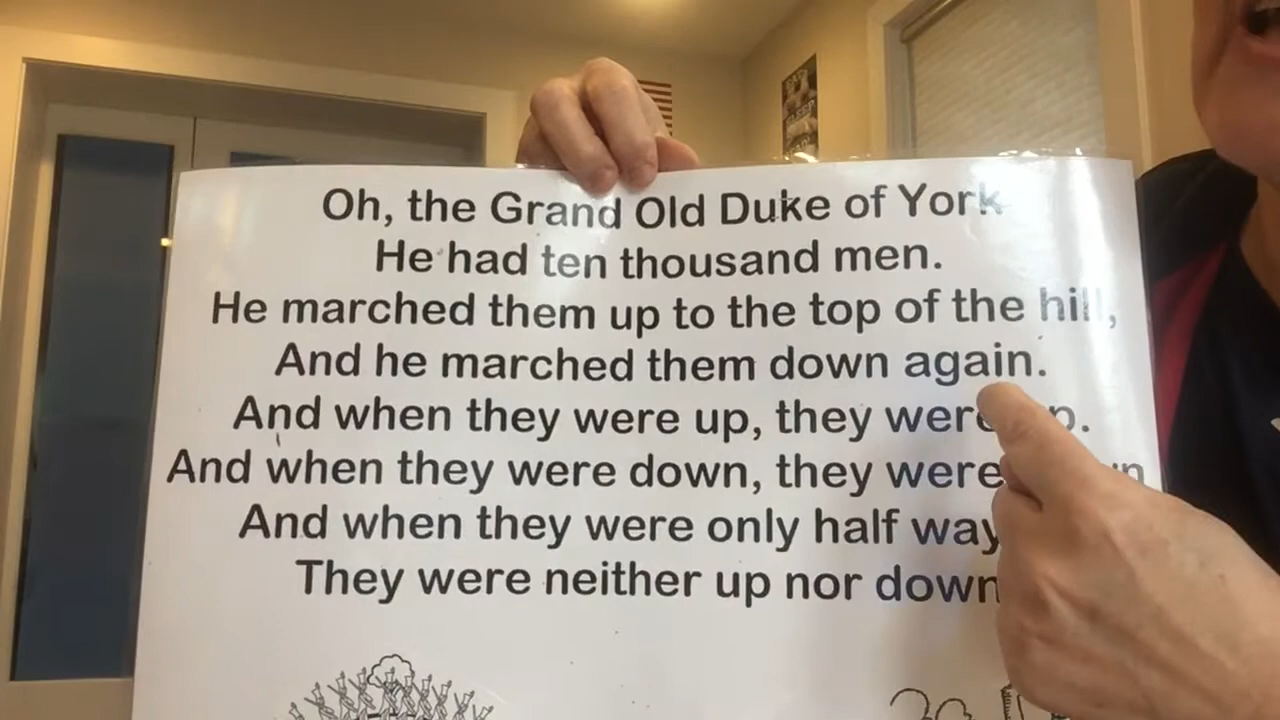 Oh, the Grand Old Duke of York
He had ten thousand men.
He marched them up to the top of the hill,
And he marched them down again.
And when they were up, they were
And when they were down, they were
And when they were only half way
They were neither up nor down